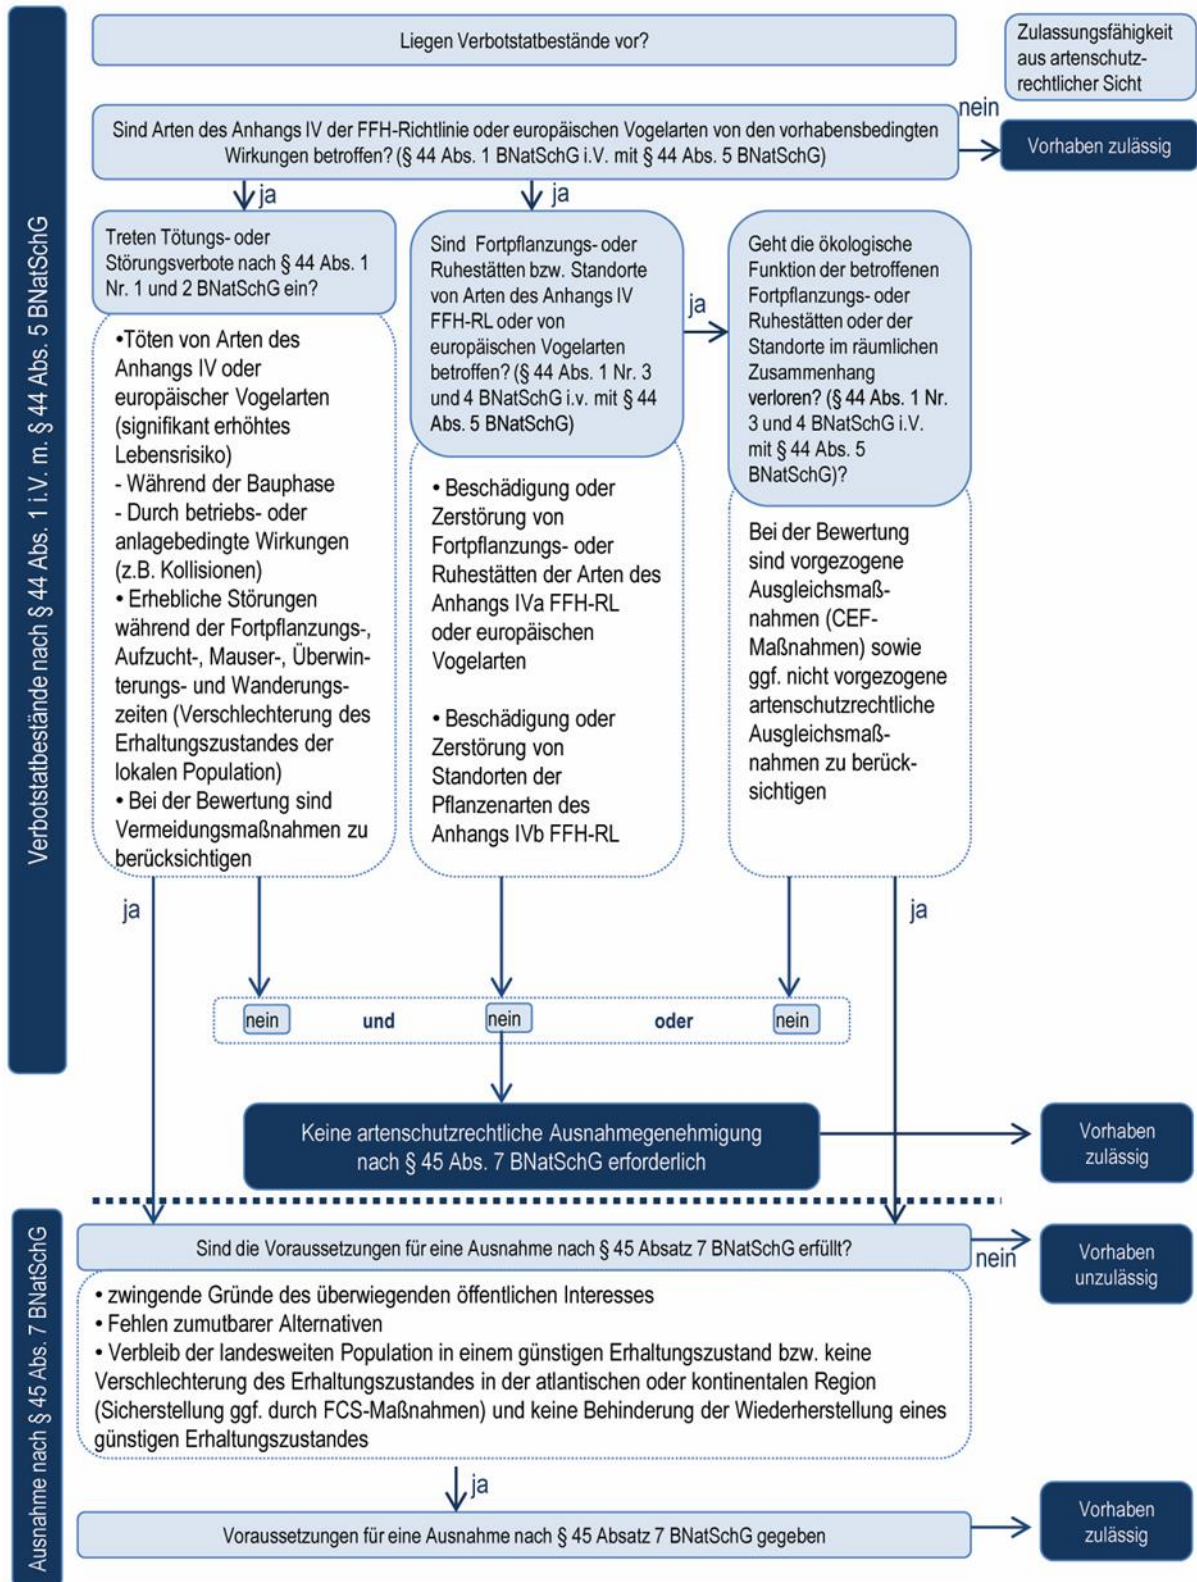 Verbotstatbestände nach § 44 Abs. 1 i.V. m. § 44 Abs. 5 BNatSchG
Liegen Verbotstatbestände vor?
Zulassungsfähigkeit
aus artenschutz-
rechtlicher Sicht
Sind Arten des Anhangs IV der FFH-Richtlinie oder europäischen Vogelarten von den vorhabensbedingten
Wirkungen betroffen? (§ 44 Abs. 1 BNatSchG i.V. mit § 44 Abs. 5 BNatSchG)
nein
Vorhaben zulässig
ja
ja
Treten Tötungs- oder
Störungsverbote nach § 44 Abs. 1
Nr. 1 und 2 BNatSchG ein?
•Töten von Arten des
Anhangs IV oder
europäischer Vogelarten
(signifikant erhöhtes
Lebensrisiko)
- Während der Bauphase
- Durch betriebs- oder
anlagebedingte Wirkungen
(z.B. Kollisionen)
• Erhebliche Störungen
während der Fortpflanzungs-,
Aufzucht-, Mauser-, Überwin-
terungs- und Wanderungs-
zeiten (Verschlechterung des
Erhaltungszustandes der
lokalen Population)
• Bei der Bewertung sind
Vermeidungsmaßnahmen zu
berücksichtigen
Sind Fortpflanzungs- oder
Ruhestätten bzw. Standorte
von Arten des Anhangs IV
FFH-RL oder von
europäischen Vogelarten
betroffen? (§ 44 Abs. 1 Nr. 3
und 4 BNatSchG i.v. mit § 44
Abs. 5 BNatSchG)
• Beschädigung oder
Zerstörung von
Fortpflanzungs- oder
Ruhestätten der Arten des
Anhangs IVa FFH-RL
oder europäischen
Vogelarten
• Beschädigung oder
Zerstörung von
Standorten der
Pflanzenarten des
Anhangs IVb FFH-RL
ja
Geht die ökologische
Funktion der betroffenen
Fortpflanzungs- oder
Ruhestätten oder der
Standorte im räumlichen
Zusammenhang
verloren? (§ 44 Abs. 1 Nr.
3 und 4 BNatSchG i.V.
mit § 44 Abs. 5
BNatSchG)?
Bei der Bewertung
sind vorgezogene
Ausgleichsmaß-
nahmen (CEF-
Maßnahmen) sowie
ggf. nicht vorgezogene
artenschutzrechtliche
Ausgleichsmaß-
nahmen zu berück-
sichtigen
ja
ja
nein und nein oder nein
Keine artenschutzrechtliche Ausnahmegenehmigung
nach § 45 Abs. 7 BNatSchG erforderlich
Vorhaben
zulässig
Ausnahme nach § 45 Abs. 7 BNatSchG
Sind die Voraussetzungen für eine Ausnahme nach § 45 Absatz 7 BNatSchG erfüllt?
nein
Vorhaben
unzulässig
• zwingende Gründe des überwiegenden öffentlichen Interesses
• Fehlen zumutbarer Alternativen
• Verbleib der landesweiten Population in einem günstigen Erhaltungszustand bzw. keine
Verschlechterung des Erhaltungszustandes in der atlantischen oder kontinentalen Region
(Sicherstellung ggf. durch FCS-Maßnahmen) und keine Behinderung der Wiederherstellung eines
günstigen Erhaltungszustandes
ja
Voraussetzungen für eine Ausnahme nach § 45 Absatz 7 BNatSchG gegeben
Vorhaben
zulässig